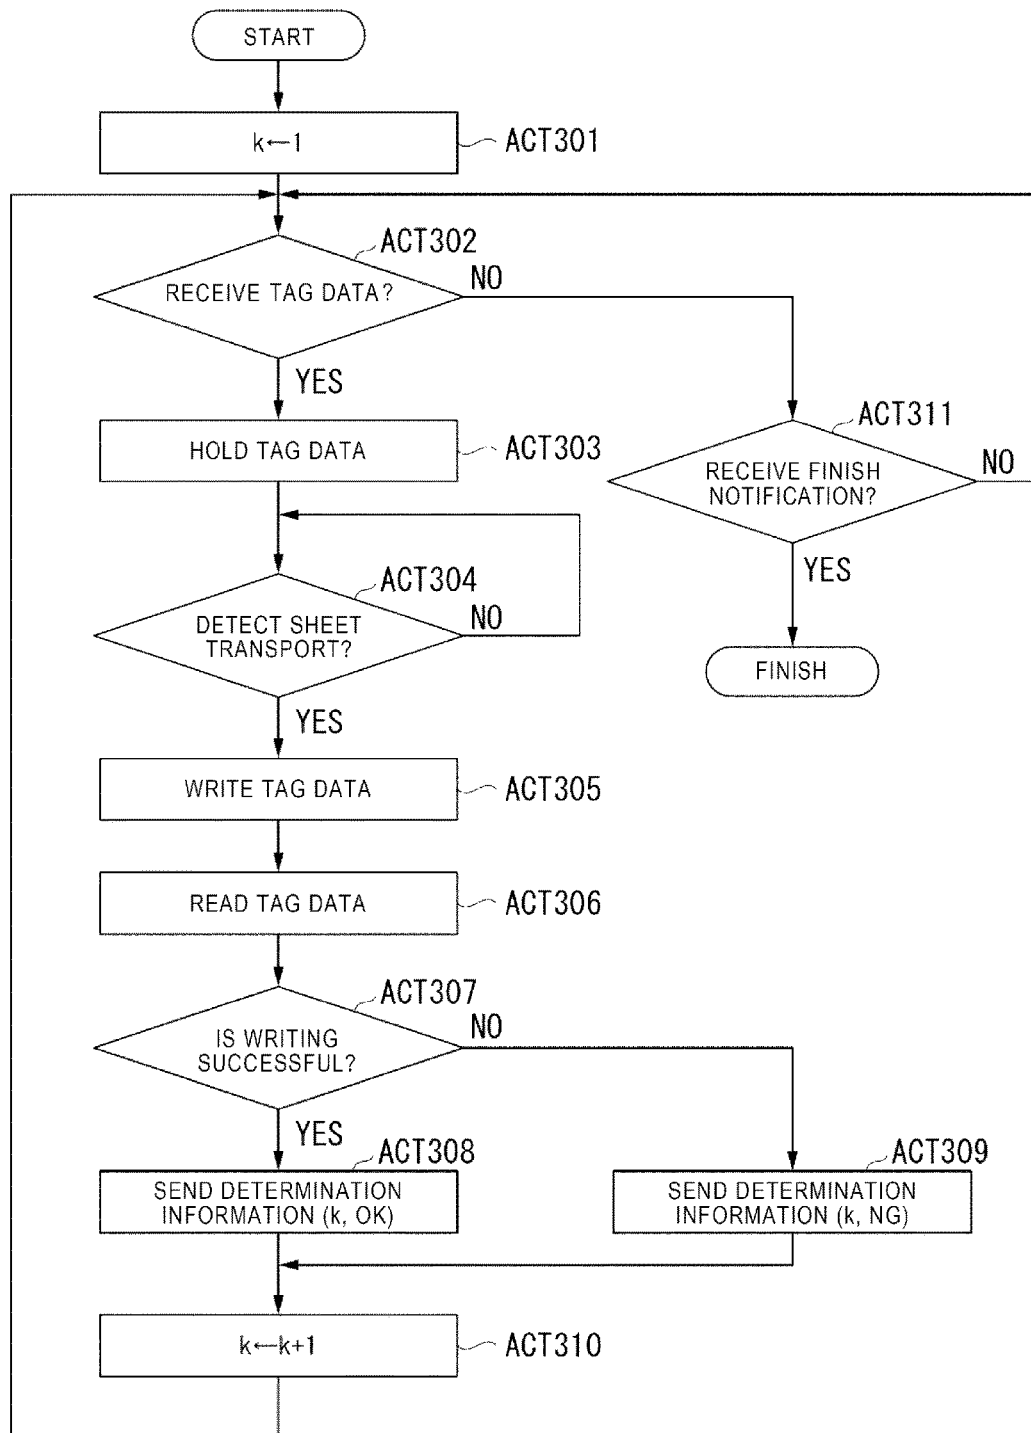 START
k←1
ACT301
ACT302
RECEIVE TAG DATA?
NO
YES
HOLD TAG DATA
ACT303
ACT311
RECEIVE FINISH
NOTIFICATION?
NO
YES
FINISH
ACT304
DETECT SHEET
TRANSPORT?
NO
YES
WRITE TAG DATA
ACT305
READ TAG DATA
ACT306
ACT307
IS WRITING
SUCCESSFUL?
NO
YES
ACT308
SEND DETERMINATION
INFORMATION (k, OK)
ACT309
SEND DETERMINATION
INFORMATION (k, NG)
k←k+1
ACT310